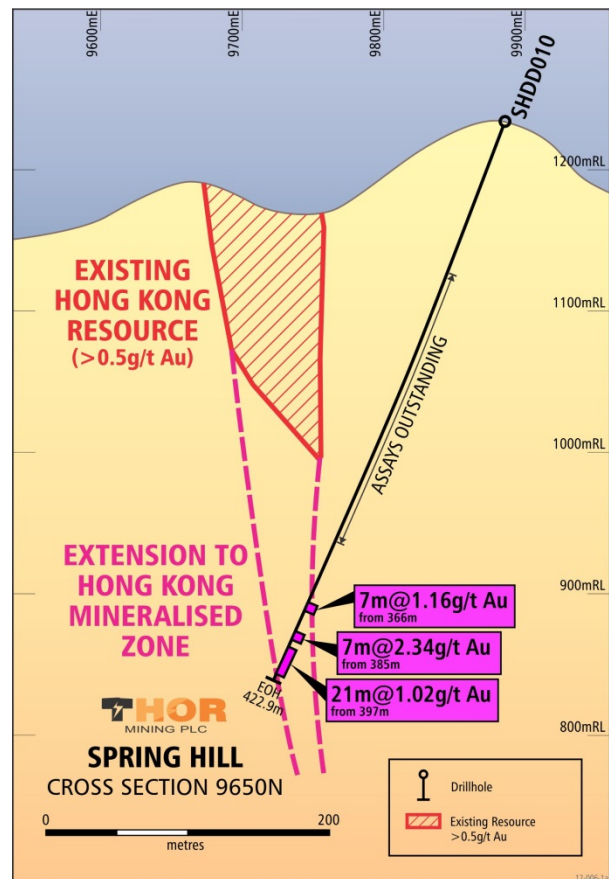 9600mE
9700mE
9800mE
9900mE
SHDD010
1200mRL
EXISTING
HONG KONG
RESOURCE
(>0.5g/t Au)
1100mRL
ASSAYS OUTSTANDING
1000mRL
EXTENSION TO
HONG KONG
MINERALISED
ZONE
900mRL
7m@1.16g/t Au
from 366m
7m@2.34g/t Au
from 385m
21m@1.02g/t Au
from 397m
EOH
422.9m
800mRL
THOR
MINING PLC
SPRING HILL
CROSS SECTION 9650N
0 200
metres
Drillhole
Existing Resource
>0.5g/t Au